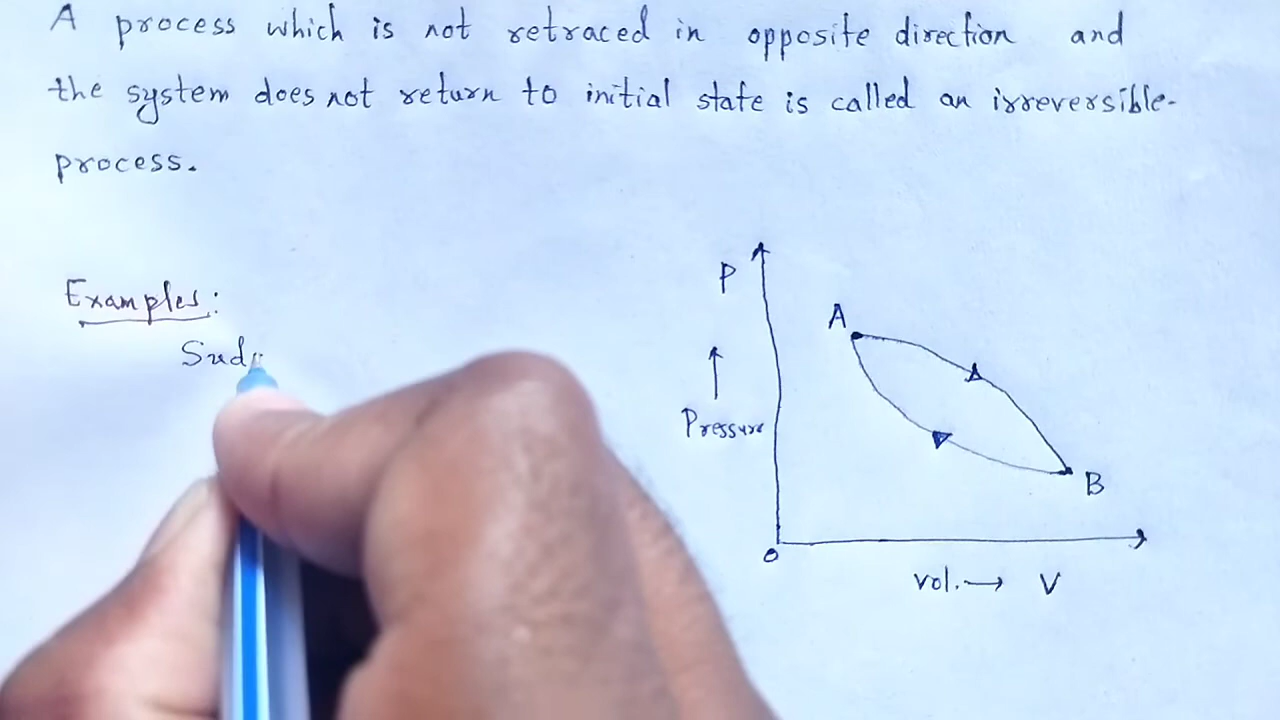 A process which is not retraced in opposite direction and
the system does not return to initial state is called an irreversible-
process.
Examples:
P
A
Pressure
B
O
Vol. → V